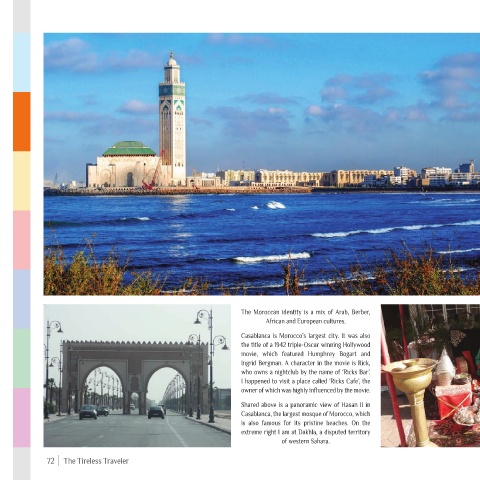 The Moroccan identity is a mix of Arab, Berber,
African and European cultures.
Casablanca is Morocco's largest city. It was also
the title of a 1942 triple-Oscar winning Hollywood
movie, which featured Humphrey Bogart and
Ingrid Bergman. A character in the movie is Rick,
who owns a nightclub by the name of 'Ricks Bar'.
I happened to visit a place called 'Ricks Cafe', the
owner of which was highly influenced by the movie.
Shared above is a panoramic view of Hasan II in
Casablanca, the largest mosque of Morocco, which
is also famous for its pristine beaches. On the
extreme right I am at Dakhla, a disputed territory
of western Sahara.
72 | The Tireless Traveler